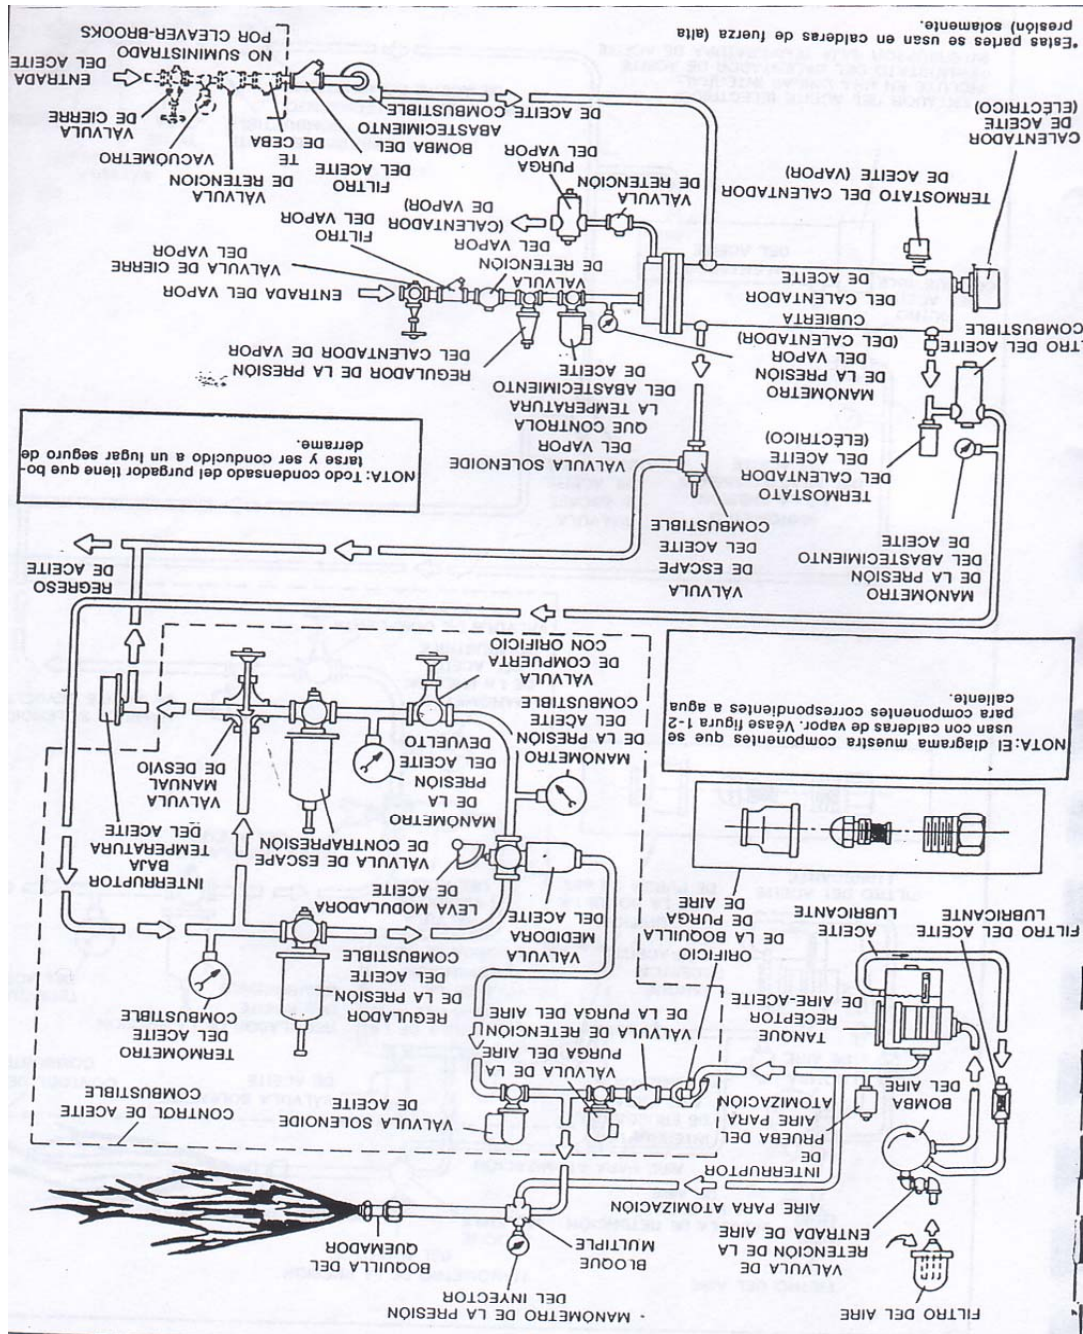 FILTRO DEL AIRE
VÁLVULA DE
RETENCIÓN DE LA
ENTRADA DE AIRE
MANÓMETRO DE LA PRESIÓN
DEL INYECTOR
BLOQUE
MULTIPLE
BOQUILLA DEL
QUEMADOR
AIRE PARA ATOMIZACIÓN
INTERRUPTOR
DE
PRUEBA DEL
AIRE PARA
ATOMIZACIÓN
BOMBA
DEL AIRE
VÁLVULA DE LA
PURGA DEL AIRE
VÁLVULA DE RETENCIÓN
DE LA PURGA DEL AIRE
VÁLVULA SOLENOIDE
DE ACEITE
CONTROL DE ACEITE
COMBUSTIBLE
TERMÓMETRO
DEL ACEITE
COMBUSTIBLE
TANQUE
RECEPTOR
DE AIRE-ACEITE
REGULADOR
DE LA PRESIÓN
DEL ACEITE
COMBUSTIBLE
FILTRO DEL ACEITE
LUBRICANTE
ACEITE
LUBRICANTE
ORIFICIO
DE LA BOQUILLA
DE PURGA
DE AIRE
VÁLVULA
MEDIDORA
DEL ACEITE
LEVA MODULADORA
DE ACEITE
VÁLVULA DE ESCAPE
DE CONTRAPRESIÓN
INTERRUPTOR
BAJA
TEMPERATURA
DEL ACEITE
MANÓMETRO
DE LA
PRESIÓN
DEL ACEITE
DEVUELTO
VÁLVULA
MANUAL
DE DESVIO
NOTA: El diagrama muestra componentes que se
usan con calderas de vapor. Véase figura 1-2
para componentes correspondientes a agua
caliente.
MANÓMETRO
DE LA PRESIÓN
DEL ACEITE
COMBUSTIBLE
VÁLVULA
DE COMPUERTA
CON ORIFICIO
MANÓMETRO
DE LA PRESIÓN
DEL ABASTECIMIENTO
DE ACEITE
VÁLVULA
DE ESCAPE
DEL ACEITE
COMBUSTIBLE
REGRESO
DE ACEITE
TERMOSTATO
DEL CALENTADOR
DEL ACEITE
(ELÉCTRICO)
VÁLVULA SOLENOIDE
DEL VAPOR
QUE CONTROLA
LA TEMPERATURA
DEL ABASTECIMIENTO
DE ACEITE
NOTA: Todo condensado del purgador tiene que bo-
tarse y ser conducido a un lugar seguro de
derrame.
MANÓMETRO
DE LA PRESIÓN
DEL VAPOR
(DEL CALENTADOR)
REGULADOR DE LA PRESIÓN
DEL CALENTADOR DE VAPOR
LTRO DEL ACEITE
COMBUSTIBLE
CUBIERTA
DEL CALENTADOR
DE ACEITE
ENTRADA DEL VAPOR
VÁLVULA
DE RETENCIÓN
DEL VAPOR
VÁLVULA DE CIERRE
DEL VAPOR
(CALENTADOR
DE VAPOR)
FILTRO
DEL VAPOR
TERMOSTATO DEL CALENTADOR
DE ACEITE (VAPOR)
VÁLVULA
DE RETENCIÓN
PURGA
DEL VAPOR
CALENTADOR
DE ACEITE
(ELÉCTRICO)
FILTRO
DEL ACEITE
VÁLVULA
DE RETENCION
VACUÓMETRO
BOMBA DEL
ABASTECIMIENTO
DE ACEITE COMBUSTIBLE
TE
DE CEBA
VÁLVULA
DE CIERRE
ENTRADA
DEL ACEITE
NO SUMINISTRADO
POR CLEAVER-BROOKS
*Estas partes se usan en calderas de fuerza (alta
presión) solamente.